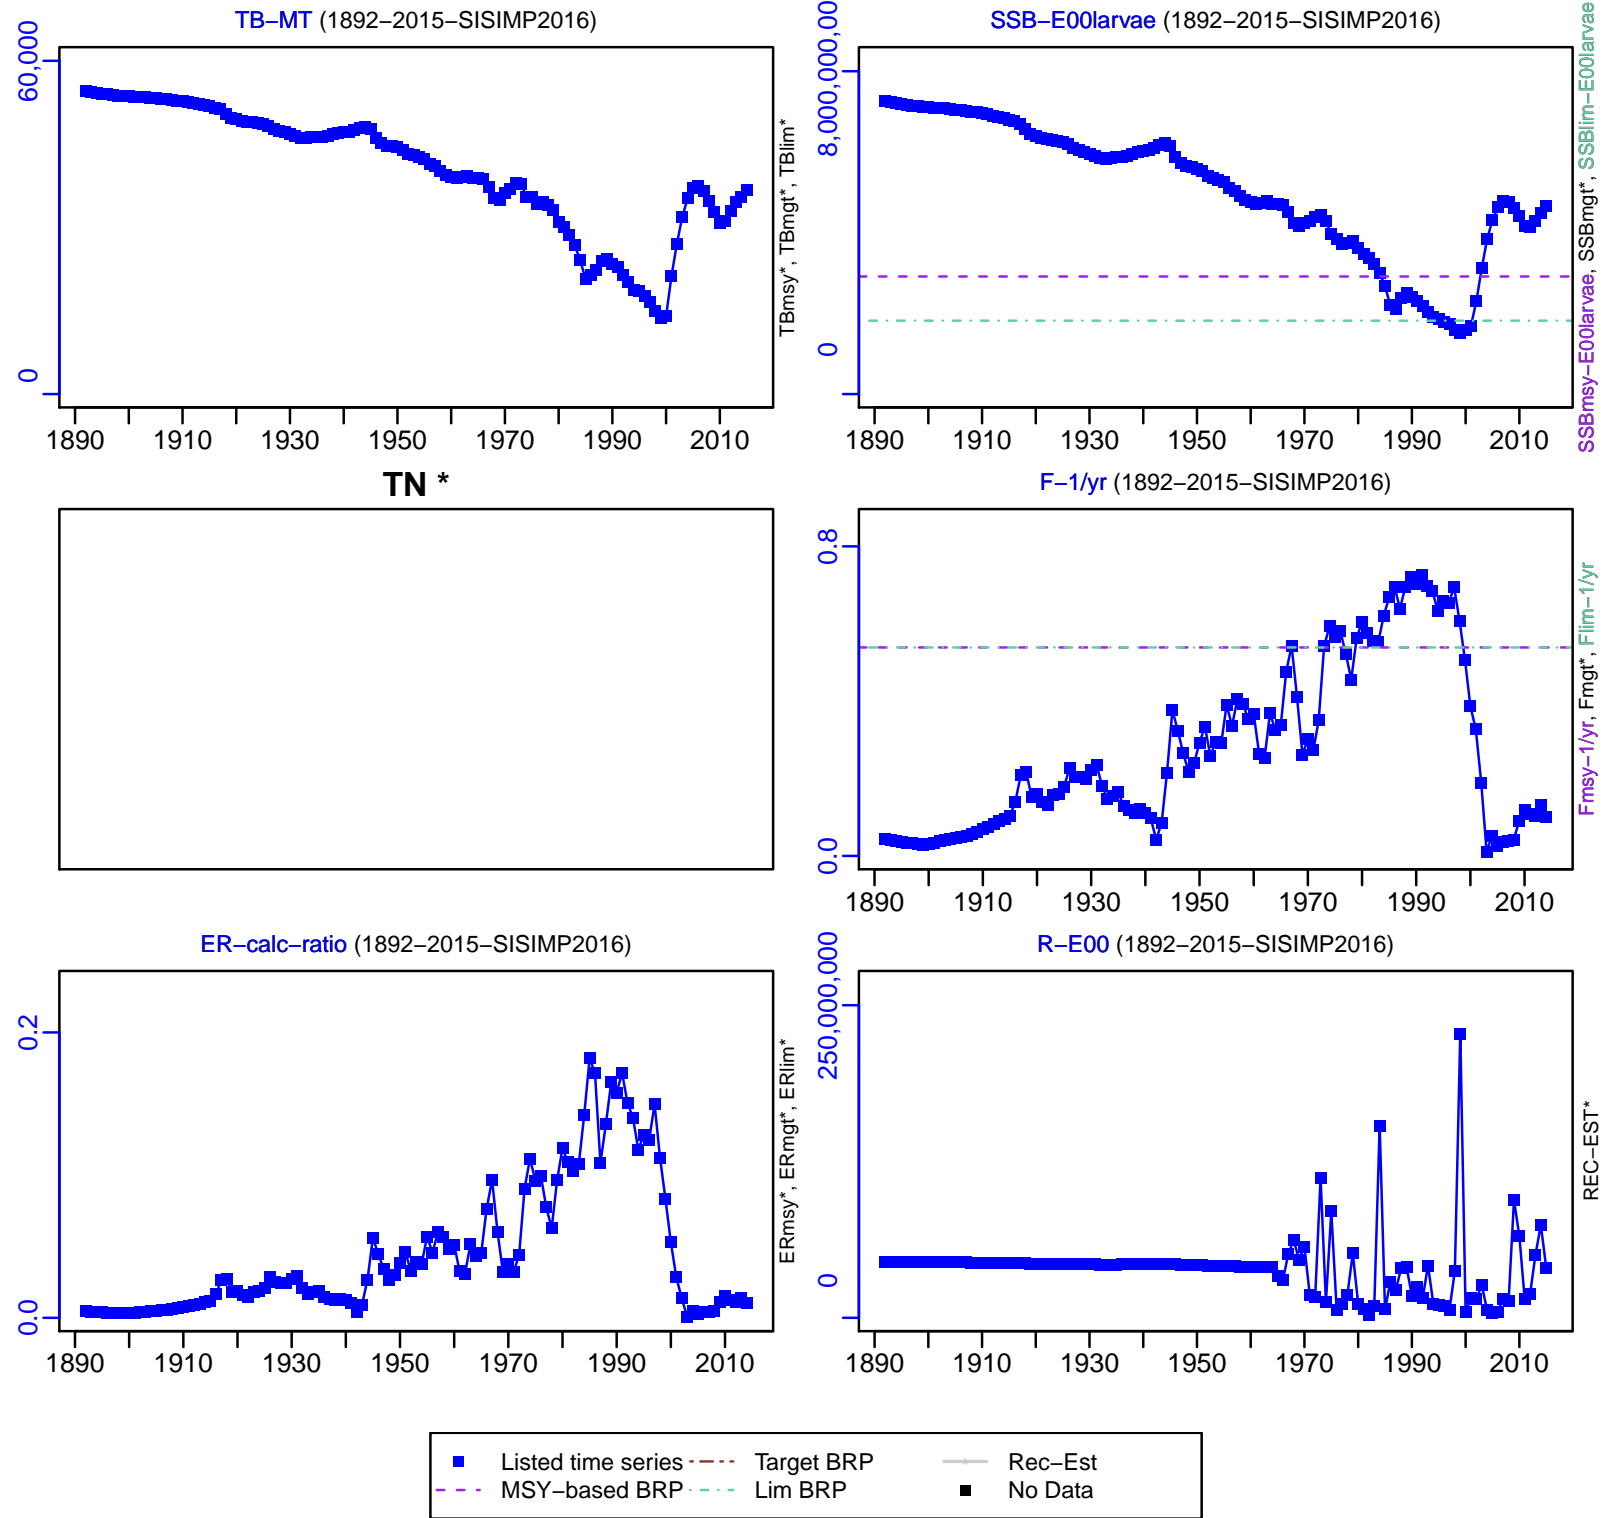 TB−MT (1892−2015−SISIMP2016)
60,000
0
TBmsy*, TBmgt*, TBlim*
1890 1910 1930 1950 1970 1990 2010
SSB−E00larvae (1892−2015−SISIMP2016)
8,000,000,00
0
SSBmsy−E00larvae, SSBmgt*, SSBlim−E00larvae
1890 1910 1930 1950 1970 1990 2010
TN *
F−1/yr (1892−2015−SISIMP2016)
0.8
0.0
Fmsy−1/yr, Fmgt*, Flim−1/yr
1890 1910 1930 1950 1970 1990 2010
ER−calc−ratio (1892−2015−SISIMP2016)
0.2
0.0
ERmsy*, ERmgt*, ERlim*
1890 1910 1930 1950 1970 1990 2010
R−E00 (1892−2015−SISIMP2016)
250,000,000
0
REC−EST*
1890 1910 1930 1950 1970 1990 2010
Listed time series Target BRP Rec−Est
MSY−based BRP Lim BRP No Data